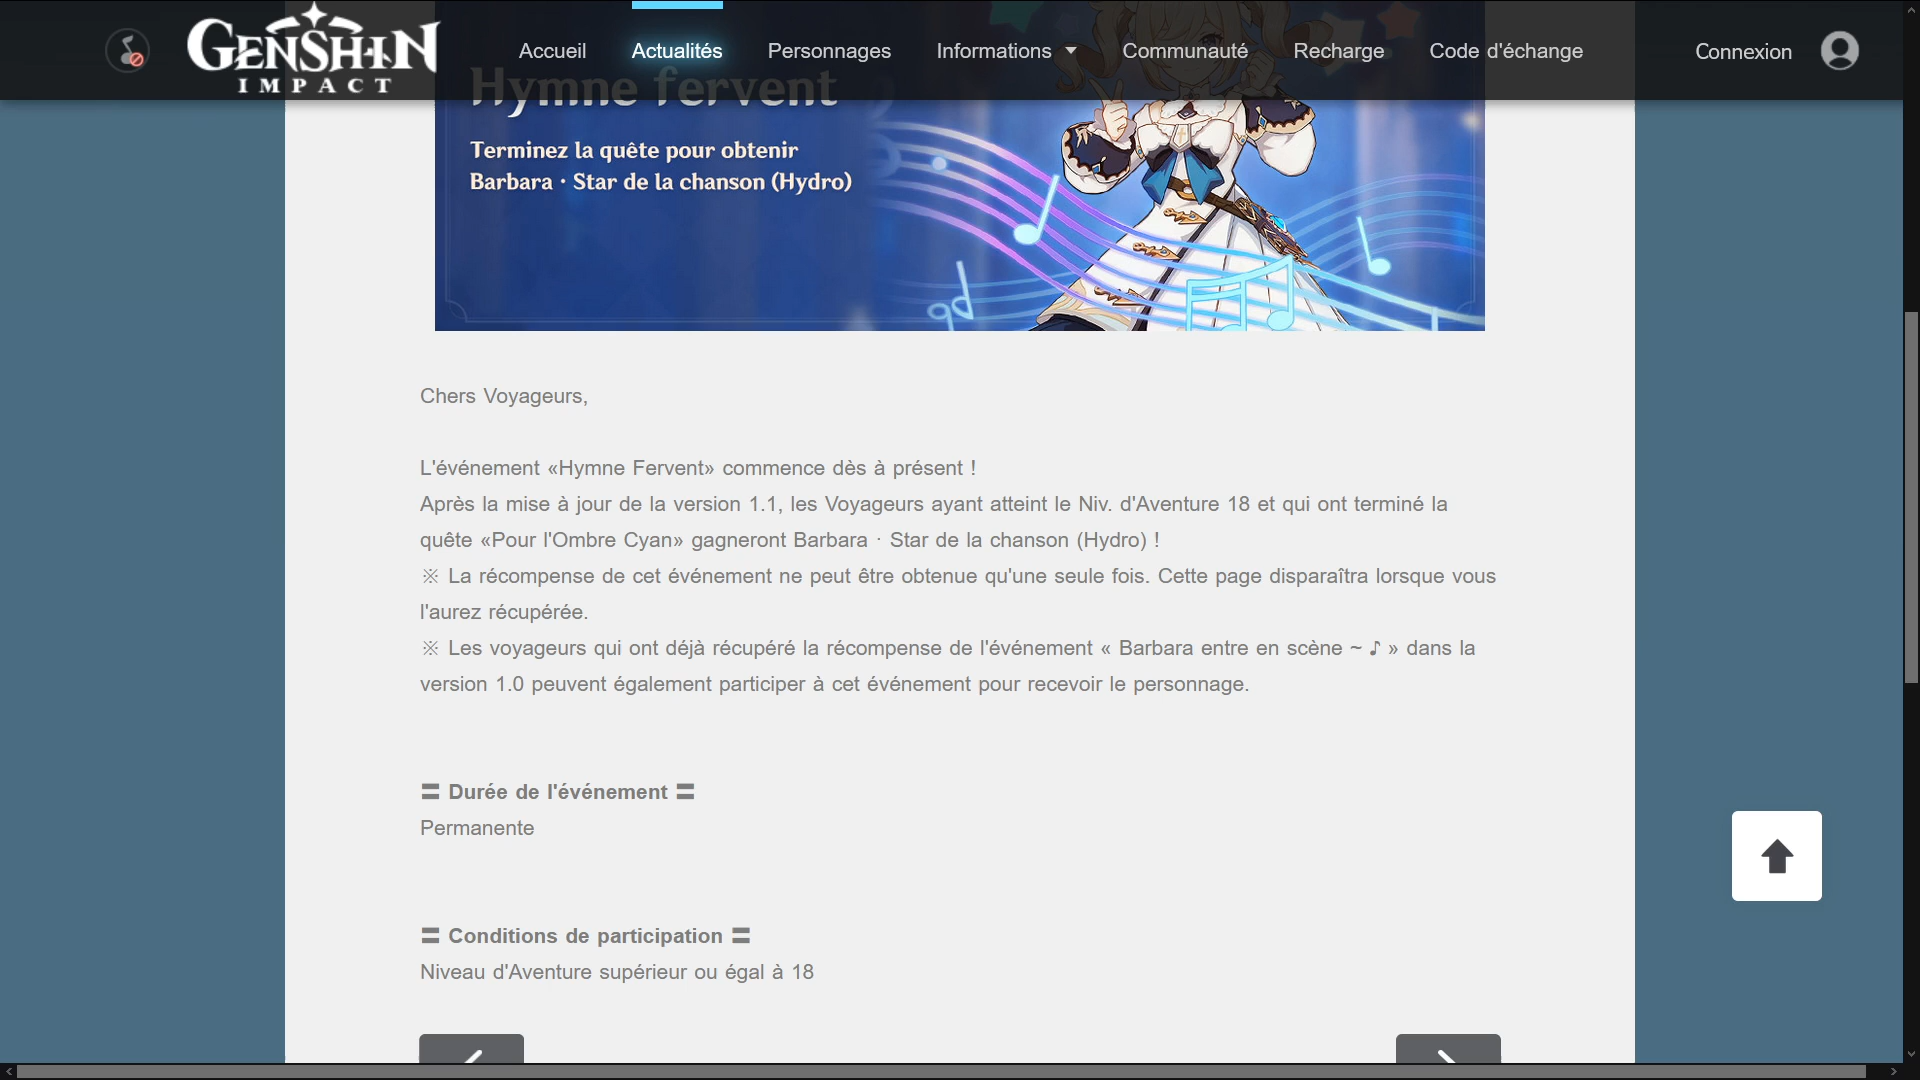 GENSHIN
IMPACT
Accueil
Actualités
Personnages
Informations
Communauté
Recharge
Code d'échange
Connexion
Hymne fervent
Terminez la quête pour obtenir
Barbara · Star de la chanson (Hydro)
Chers Voyageurs,
L'événement «Hymne Fervent» commence dès à présent !
Après la mise à jour de la version 1.1, les Voyageurs ayant atteint le Niv. d'Aventure 18 et qui ont terminé la
quête «Pour l'Ombre Cyan» gagneront Barbara · Star de la chanson (Hydro) !
※ La récompense de cet événement ne peut être obtenue qu'une seule fois. Cette page disparaîtra lorsque vous
l'aurez récupérée.
※ Les voyageurs qui ont déjà récupéré la récompense de l'événement « Barbara entre en scène ~ ♪ » dans la
version 1.0 peuvent également participer à cet événement pour recevoir le personnage.
〓 Durée de l'événement 〓
Permanente
〓 Conditions de participation 〓
Niveau d'Aventure supérieur ou égal à 18